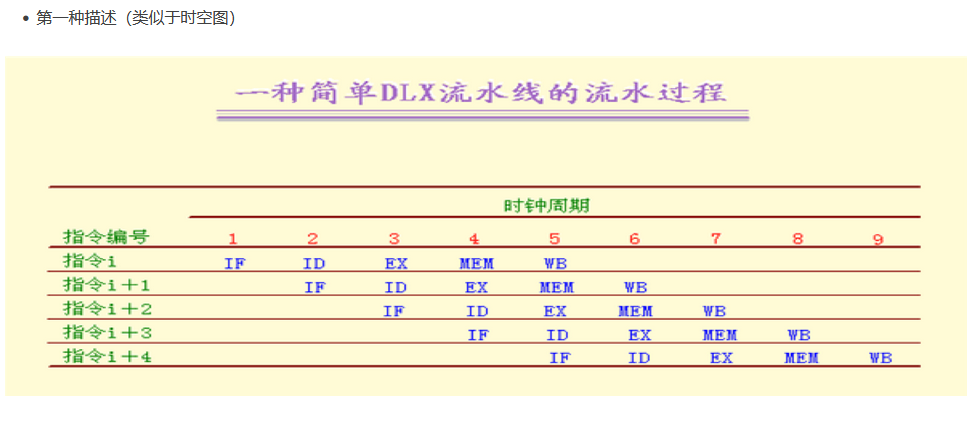 • 第一种描述（类似于时空图）
一种简单DLX流水线的流水过程
时钟周期
指令编号 1 2 3 4 5 6 7 8 9
指令i IF ID EX MEM WB
指令i+1 IF ID EX MEM WB
指令i+2 IF ID EX MEM WB
指令i+3 IF ID EX MEM WB
指令i+4 IF ID EX MEM WB